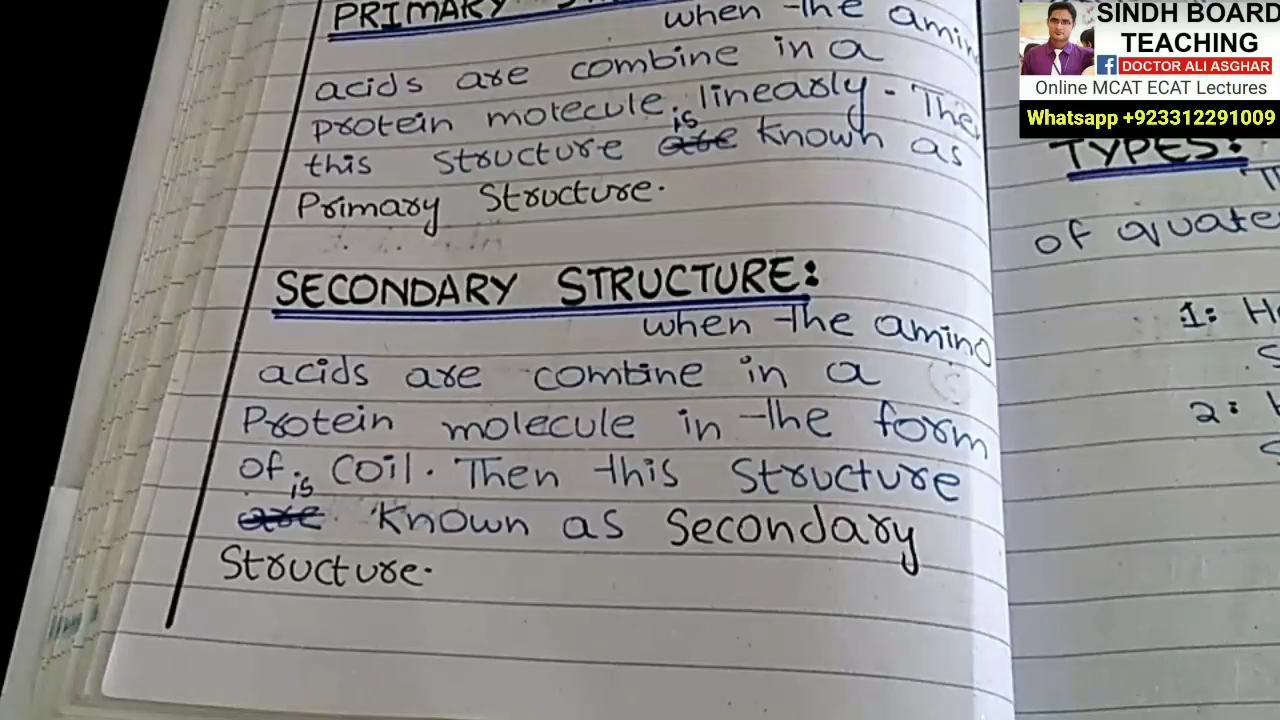 PRIMARY
when the amino
acids are combine in a
protein molecule linearly. Then
this structure is known as
Primary Structure.
SECONDARY STRUCTURE:
when the amino
acids are combine in a
Protein molecule in the form
of coil. Then this structure
is known as Secondary
Structure.
TYPES:
of quate
1:
2:
SINDH BOARD
TEACHING
f DOCTOR ALI ASGHAR
Online MCAT ECAT Lectures
Whatsapp +923312291009